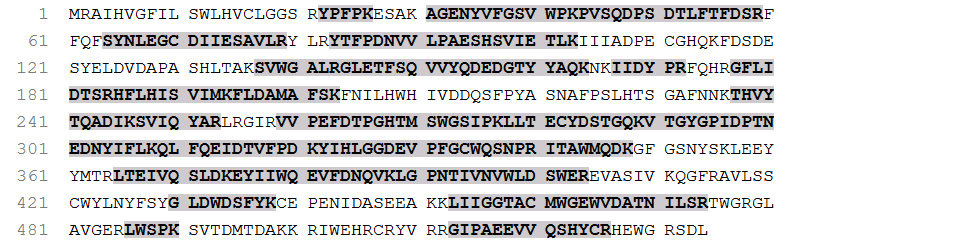 1 MRAIHVGFIL SWLHVCLGGS RYPFPKESAK AGENYVFGSV WPKPVSQDPS DTLFTFDSRF
61 FQFSYNLEGC DIIESAVLRY LRYTFPDNVV LPAESHSVIE TLKIIIADPE CGHQKFDSDE
121 SYELDVDAPA SHLTAKSVWG ALRGLETFSQ VVYQDEDGTY YAQKNKIIDY PRFQHRGFLI
181 DTSRHFLHIS VIMKFLDAMA FSKFNILHWH IVDDQSFPYA SNAFPSLHTS GAFNNKTHVY
241 TQADIKSVIQ YARLRGIRVV PEFDTPGHTM SWGSIPKLLT ECYDSTGQKV TGYGPIDPTN
301 EDNYIFLKQL FQEIDTVFPD KYIHLGGDEV PFGCWQSNPR ITAWMQDKGF GSNYSKLEEY
361 YMTRLTEIVQ SLDKEYIIWQ EVFDNQVKLG PNTIVNVWLD SWEREVASIV KQGFRAVLSS
421 CWYLNYFSYG LDWDSFYKCE PENIDASEEA KKLIIGGTAC MWGEWVDATN ILSRTWGRGL
481 AVGERLWSPK SVTDMTDAKK RIWEHRCRYV RRGIPAEEVV QSHYCRHEWG RSDL